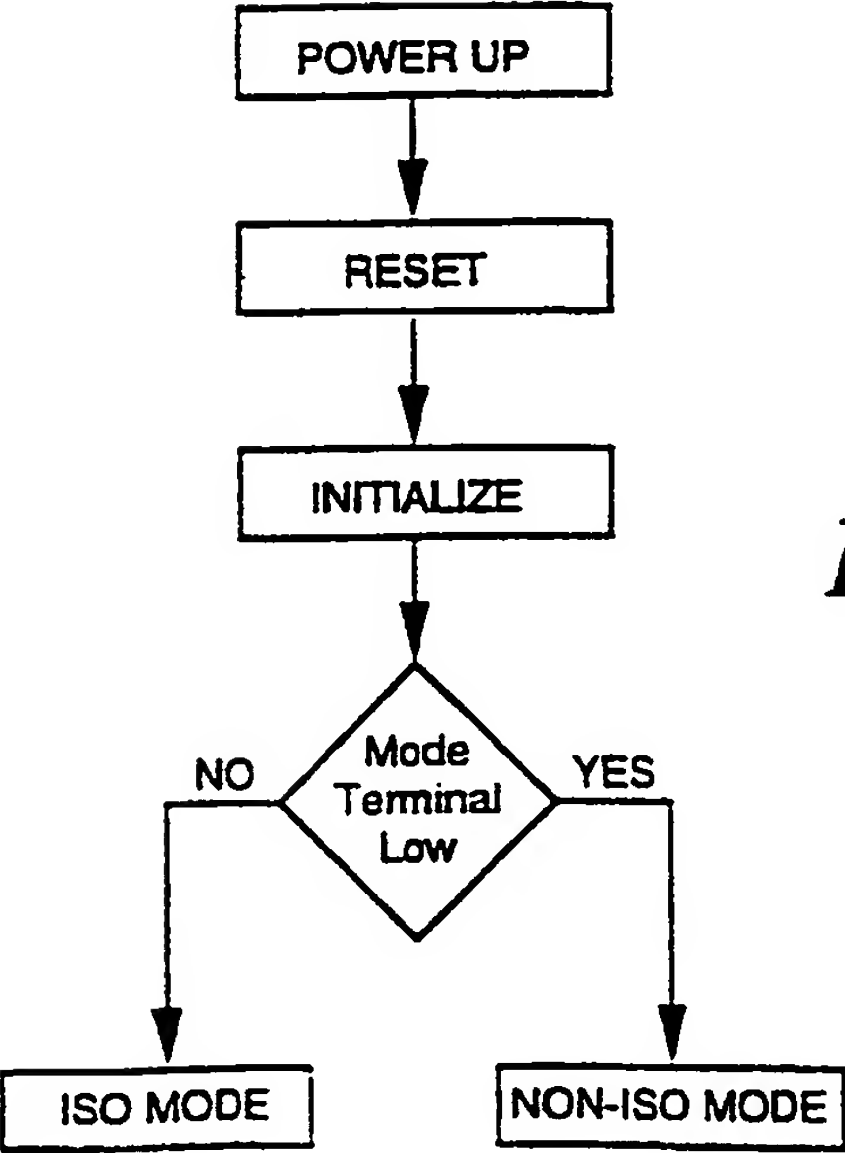 POWER UP
RESET
INITIALIZE
Mode
Terminal
Low
NO
YES
ISO MODE
NON-ISO MODE